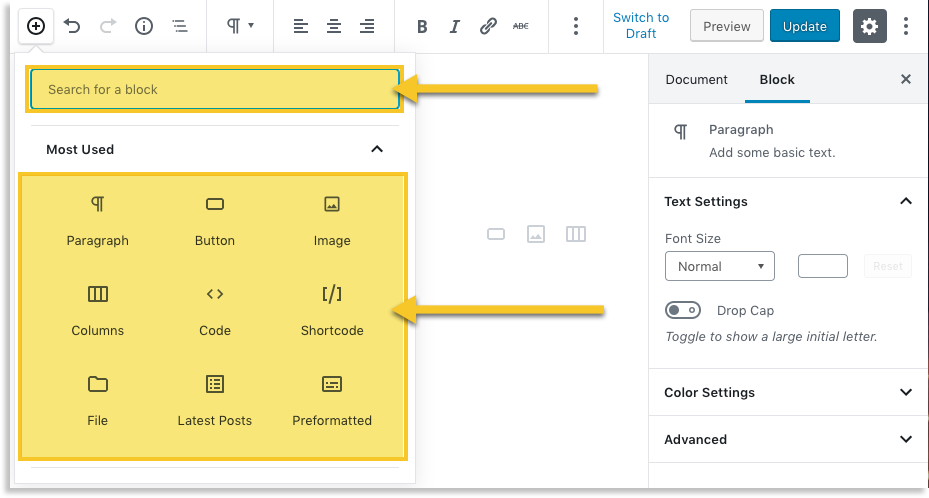 B I ABC
Switch to
Draft
Preview
Update
Search for a block
Most Used
Paragraph Button Image
Columns Code Shortcode
File Latest Posts Preformatted
Document Block
Paragraph
Add some basic text.
Text Settings
Font Size
Normal
Reset
Drop Cap
Toggle to show a large initial letter.
Color Settings
Advanced